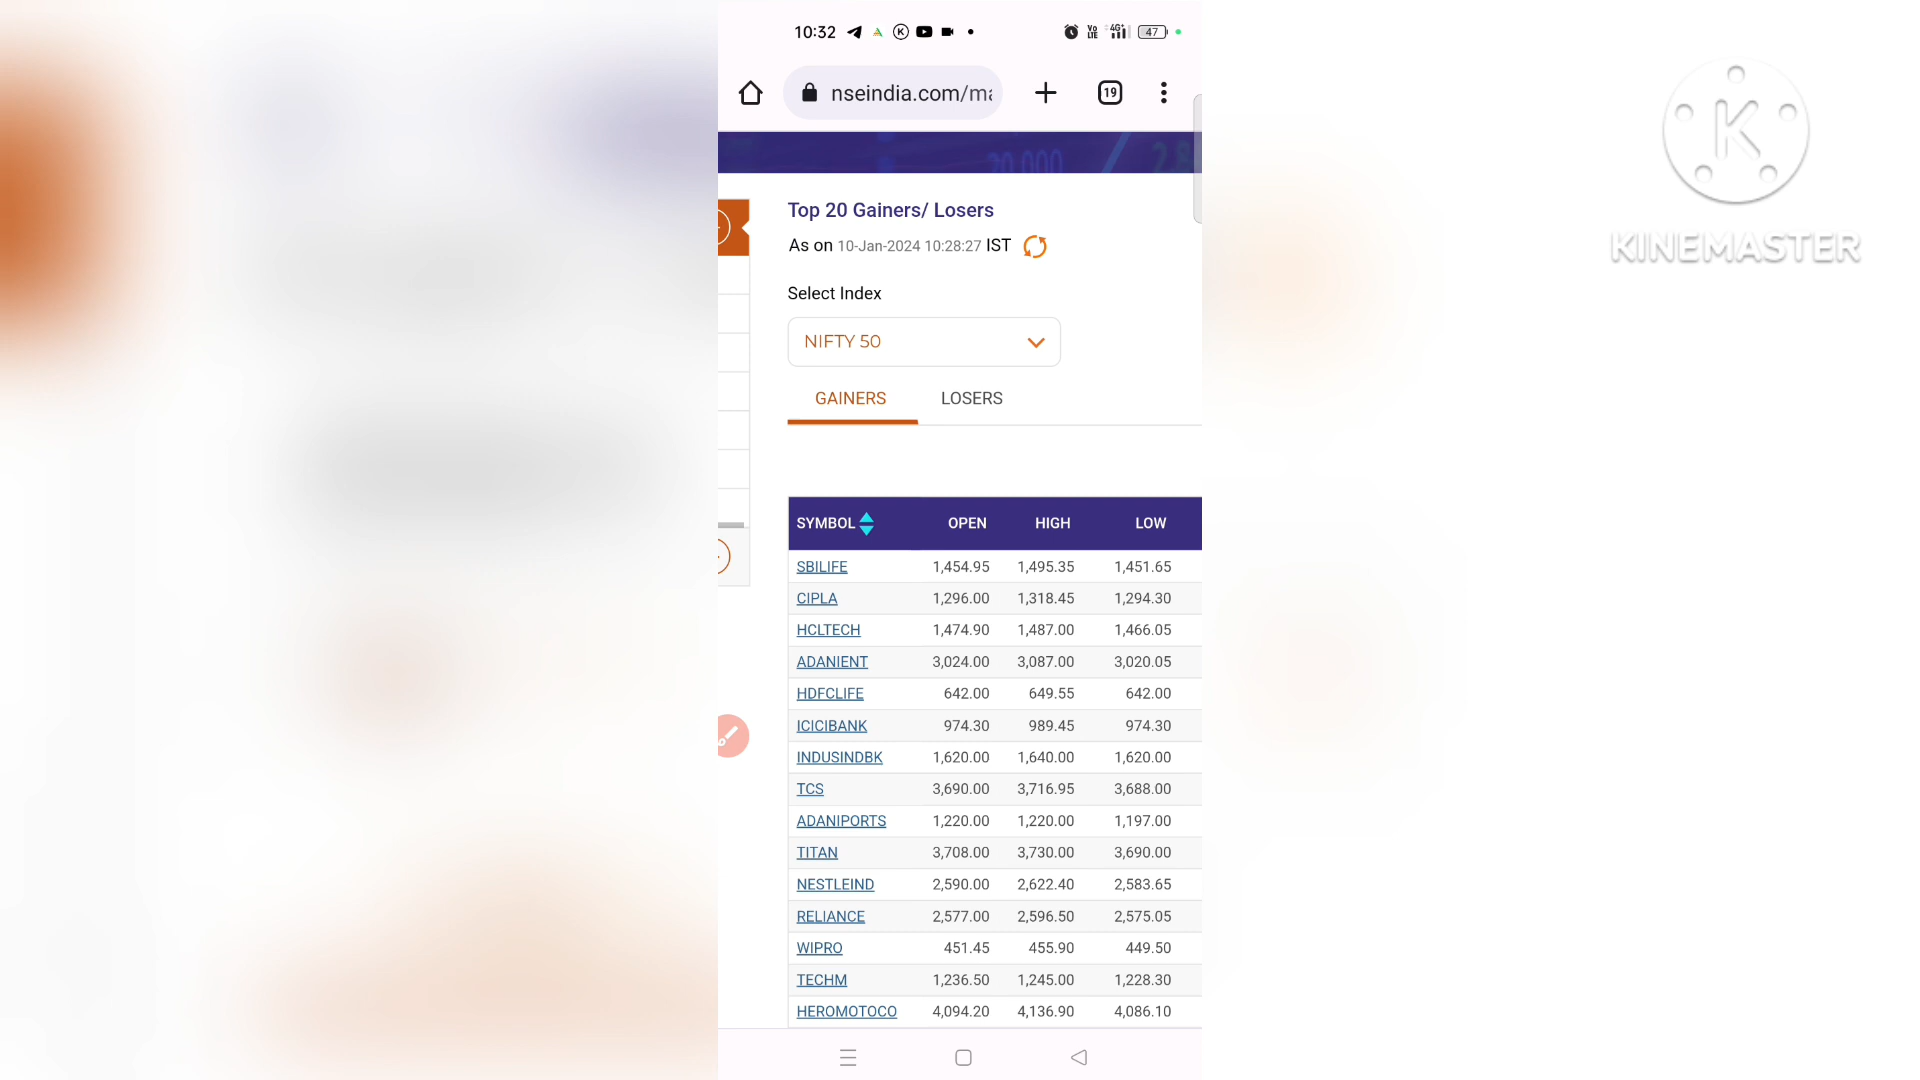 10:32 K Vo LTE 4G+ 47
nseindia.com/ma 19
20,000 2.8
Top 20 Gainers/ Losers
As on 10-Jan-2024 10:28:27 IST
Select Index
NIFTY 50
GAINERS LOSERS
SYMBOL OPEN HIGH LOW
SBILIFE 1,454.95 1,495.35 1,451.65
CIPLA 1,296.00 1,318.45 1,294.30
HCLTECH 1,474.90 1,487.00 1,466.05
ADANIENT 3,024.00 3,087.00 3,020.05
HDFCLIFE 642.00 649.55 642.00
ICICIBANK 974.30 989.45 974.30
INDUSINDBK 1,620.00 1,640.00 1,620.00
TCS 3,690.00 3,716.95 3,688.00
ADANIPORTS 1,220.00 1,220.00 1,197.00
TITAN 3,708.00 3,730.00 3,690.00
NESTLEIND 2,590.00 2,622.40 2,583.65
RELIANCE 2,577.00 2,596.50 2,575.05
WIPRO 451.45 455.90 449.50
TECHM 1,236.50 1,245.00 1,228.30
HEROMOTOCO 4,094.20 4,136.90 4,086.10
K
KINEMASTER